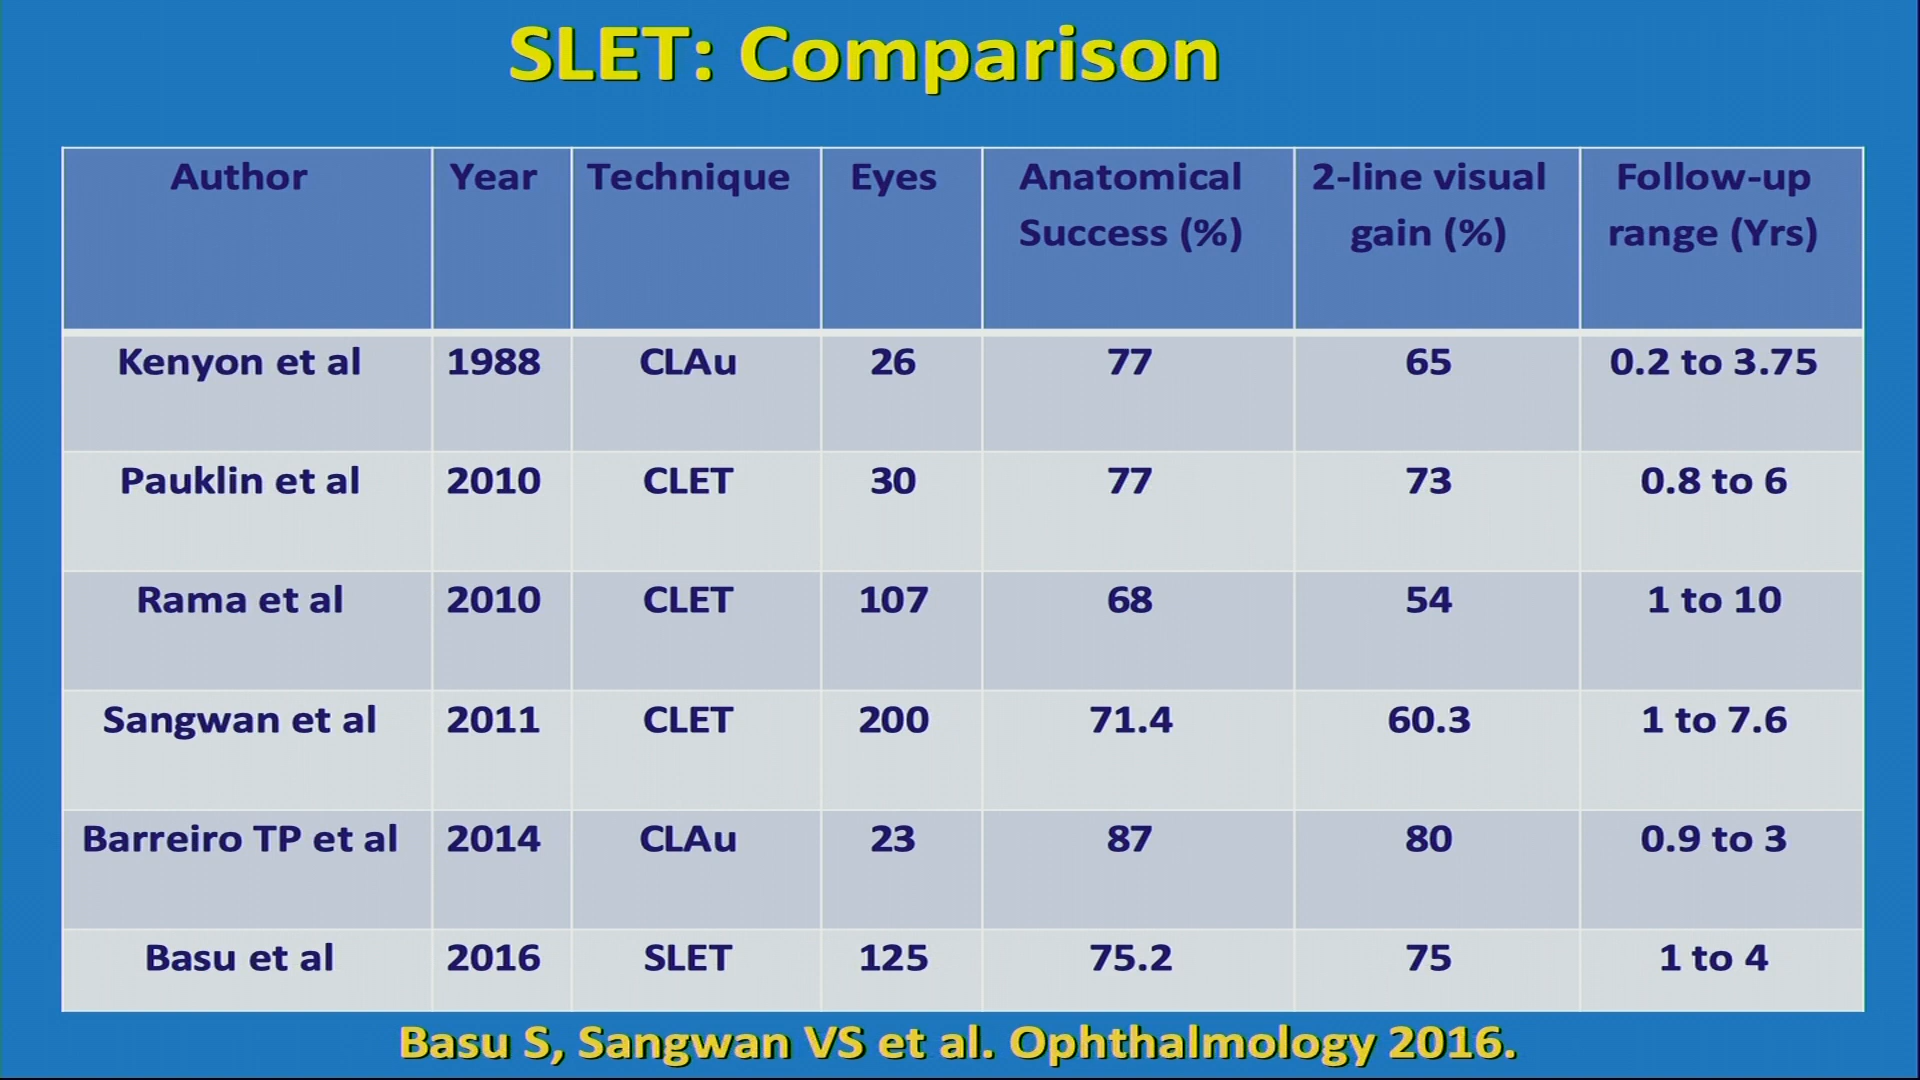 SLET: Comparison
Author Year Technique Eyes Anatomical Success (%) 2-line visual gain (%) Follow-up range (Yrs)
Kenyon et al 1988 CLAu 26 77 65 0.2 to 3.75
Pauklin et al 2010 CLET 30 77 73 0.8 to 6
Rama et al 2010 CLET 107 68 54 1 to 10
Sangwan et al 2011 CLET 200 71.4 60.3 1 to 7.6
Barreiro TP et al 2014 CLAu 23 87 80 0.9 to 3
Basu et al 2016 SLET 125 75.2 75 1 to 4
Basu S, Sangwan VS et al. Ophthalmology 2016.